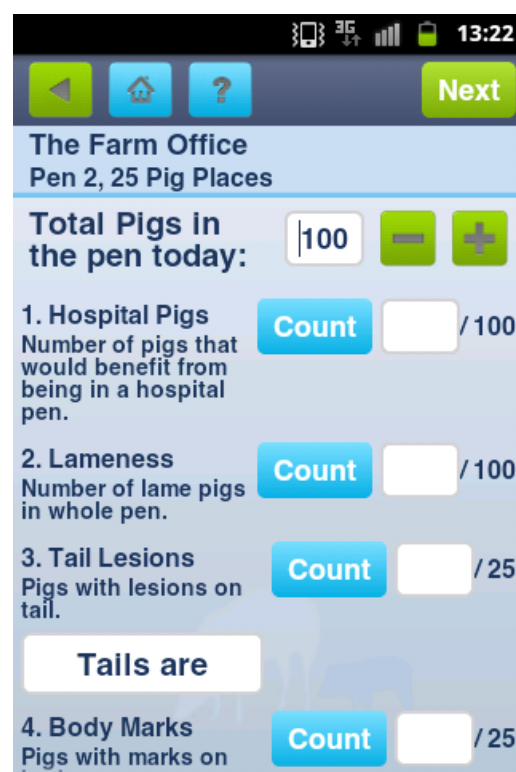 3G 13:22
? Next
The Farm Office
Pen 2, 25 Pig Places
Total Pigs in
the pen today:
100
1. Hospital Pigs
Number of pigs that
would benefit from
being in a hospital
pen.
Count / 100
2. Lameness
Number of lame pigs
in whole pen.
Count / 100
3. Tail Lesions
Pigs with lesions on
tail.
Count / 25
Tails are
4. Body Marks
Pigs with marks on
Count / 25